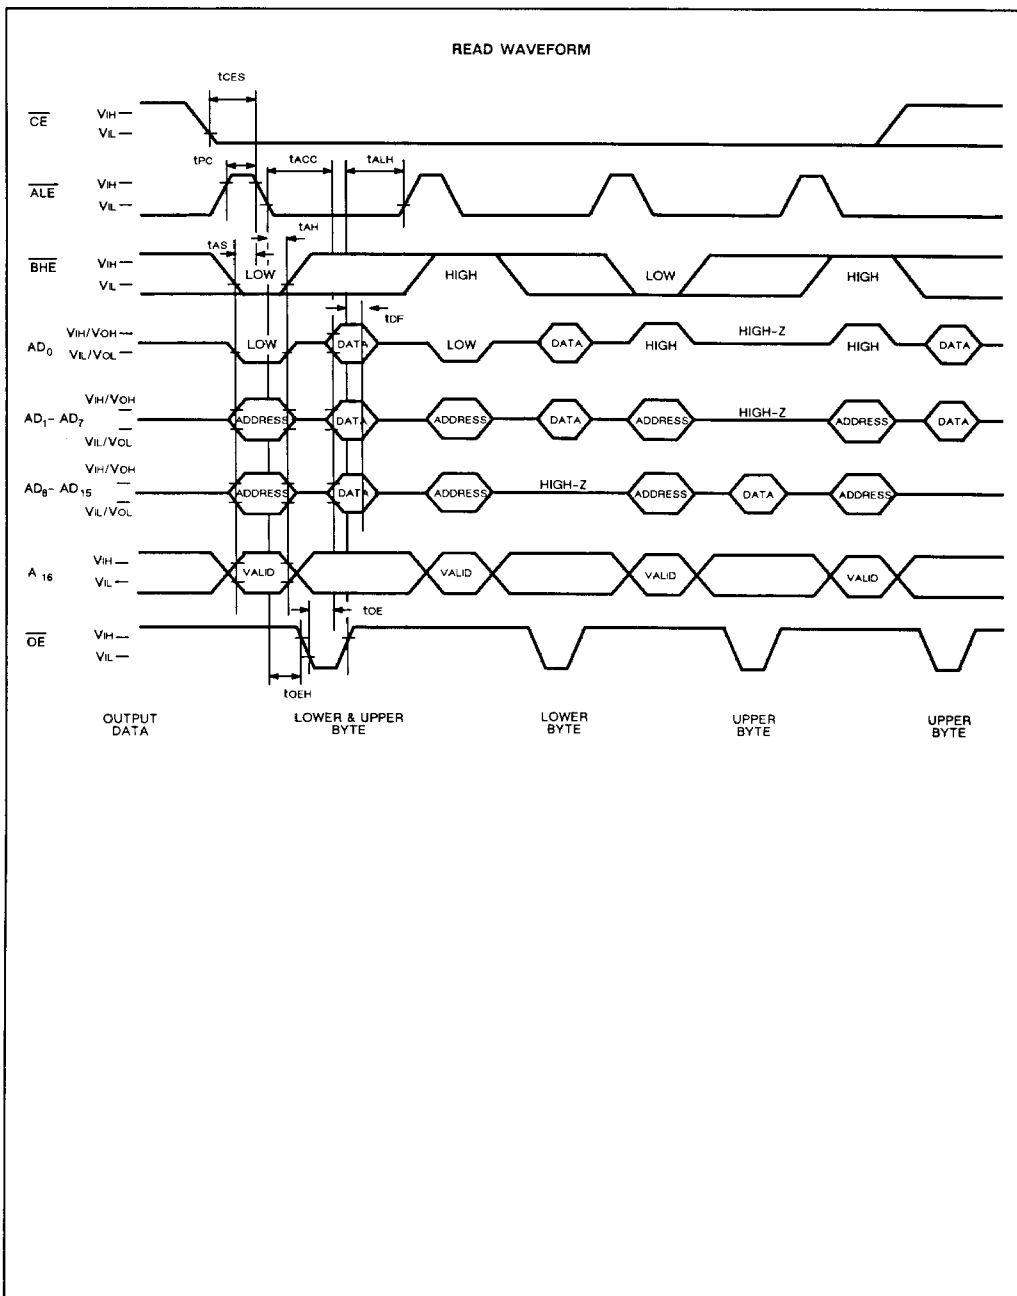 READ WAVEFORM
tCES
CE
VIH
VIL
tPC
tACC
tALH
ALE
VIH
VIL
tAS
tAH
BHE
VIH
VIL
LOW
HIGH
LOW
HIGH
tDF
AD0
VIH/VOH
VIL/VOL
LOW
DATA
LOW
DATA
HIGH
HIGH-Z
HIGH
DATA
AD1- AD7
VIH/VOH
VIL/VOL
ADDRESS
DATA
ADDRESS
DATA
ADDRESS
HIGH-Z
ADDRESS
DATA
AD8- AD15
VIH/VOH
VIL/VOL
ADDRESS
DATA
ADDRESS
HIGH-Z
ADDRESS
DATA
ADDRESS
A 16
VIH
VIL
VALID
VALID
VALID
VALID
tOE
OE
VIH
VIL
tOEH
OUTPUT
DATA
LOWER & UPPER
BYTE
LOWER
BYTE
UPPER
BYTE
UPPER
BYTE